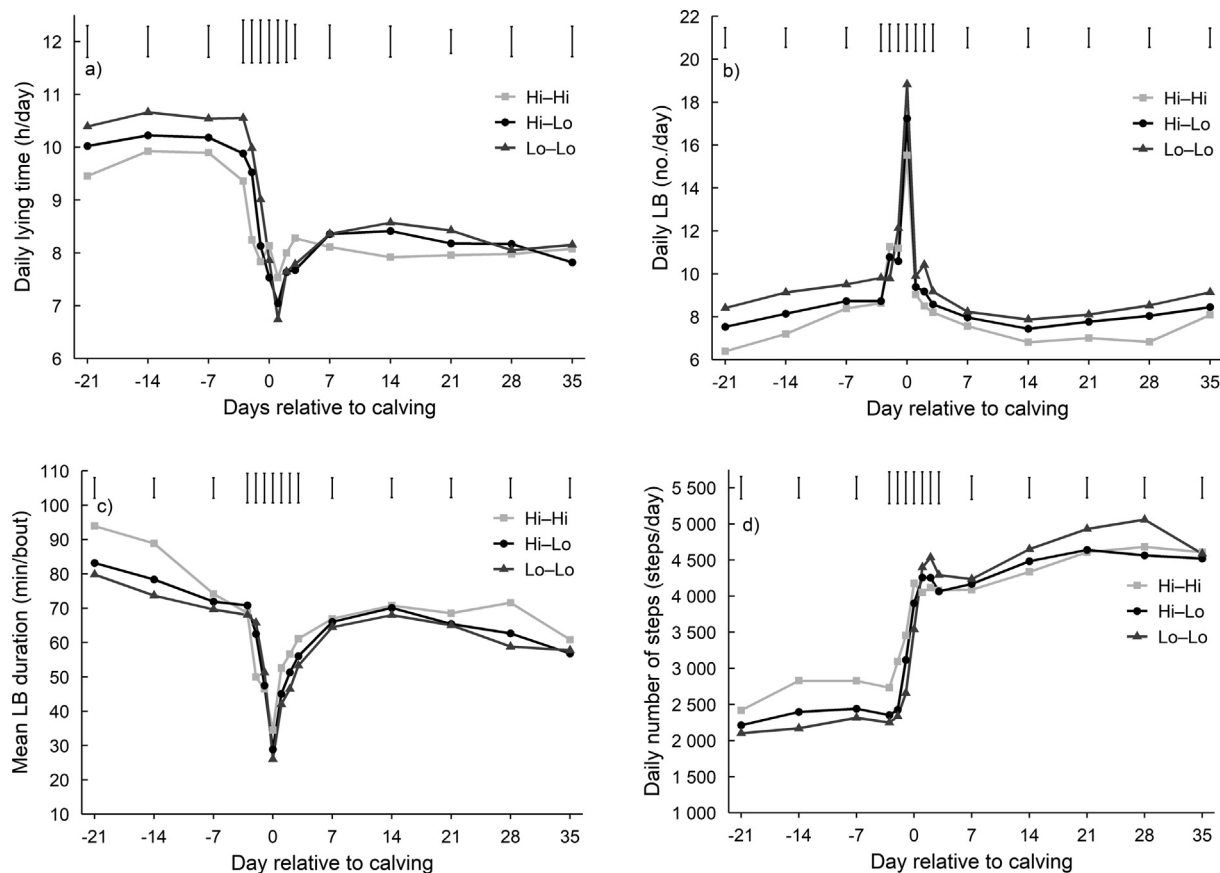 a)
Daily lying time (h/day)
12
11
10
9
8
7
6
Hi–Hi
Hi–Lo
Lo–Lo
-21 -14 -7 0 7 14 21 28 35
Days relative to calving
b)
Daily LB (no./day)
22
20
18
16
14
12
10
8
6
Hi–Hi
Hi–Lo
Lo–Lo
-21 -14 -7 0 7 14 21 28 35
Day relative to calving
c)
Mean LB duration (min/bout)
110
100
90
80
70
60
50
40
30
20
10
Hi–Hi
Hi–Lo
Lo–Lo
-21 -14 -7 0 7 14 21 28 35
Day relative to calving
d)
Daily number of steps (steps/day)
5 500
5 000
4 500
4 000
3 500
3 000
2 500
2 000
1 000
Hi–Hi
Hi–Lo
Lo–Lo
-21 -14 -7 0 7 14 21 28 35
Day relative to calving